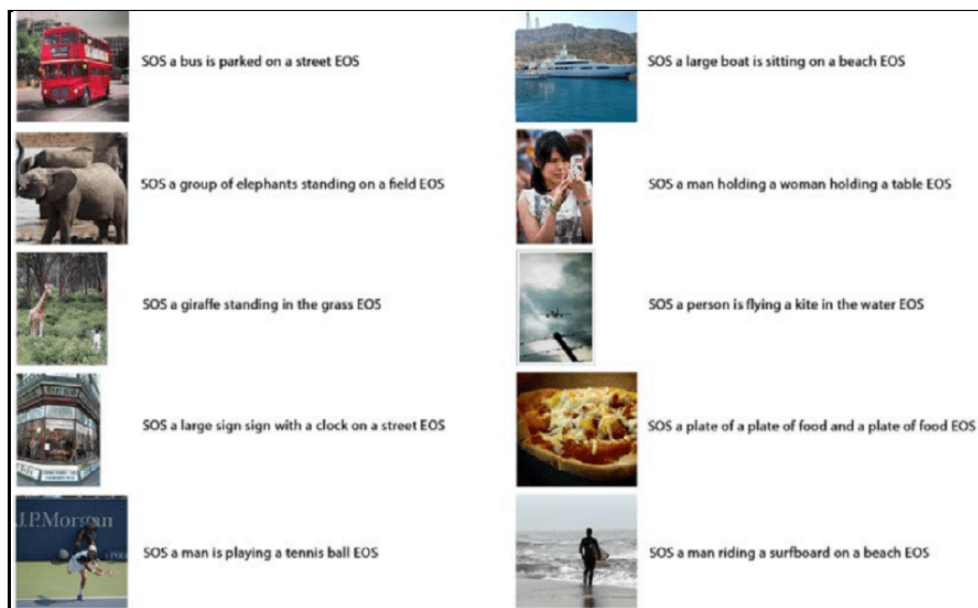 SOS a bus is parked on a street EOS
SOS a large boat is sitting on a beach EOS
SOS a group of elephants standing on a field EOS
SOS a man holding a woman holding a table EOS
SOS a giraffe standing in the grass EOS
SOS a person is flying a kite in the water EOS
SOS a large sign sign with a clock on a street EOS
SOS a plate of a plate of food and a plate of food EOS
J.P.Morgan
SOS a man is playing a tennis ball EOS
SOS a man riding a surfboard on a beach EOS